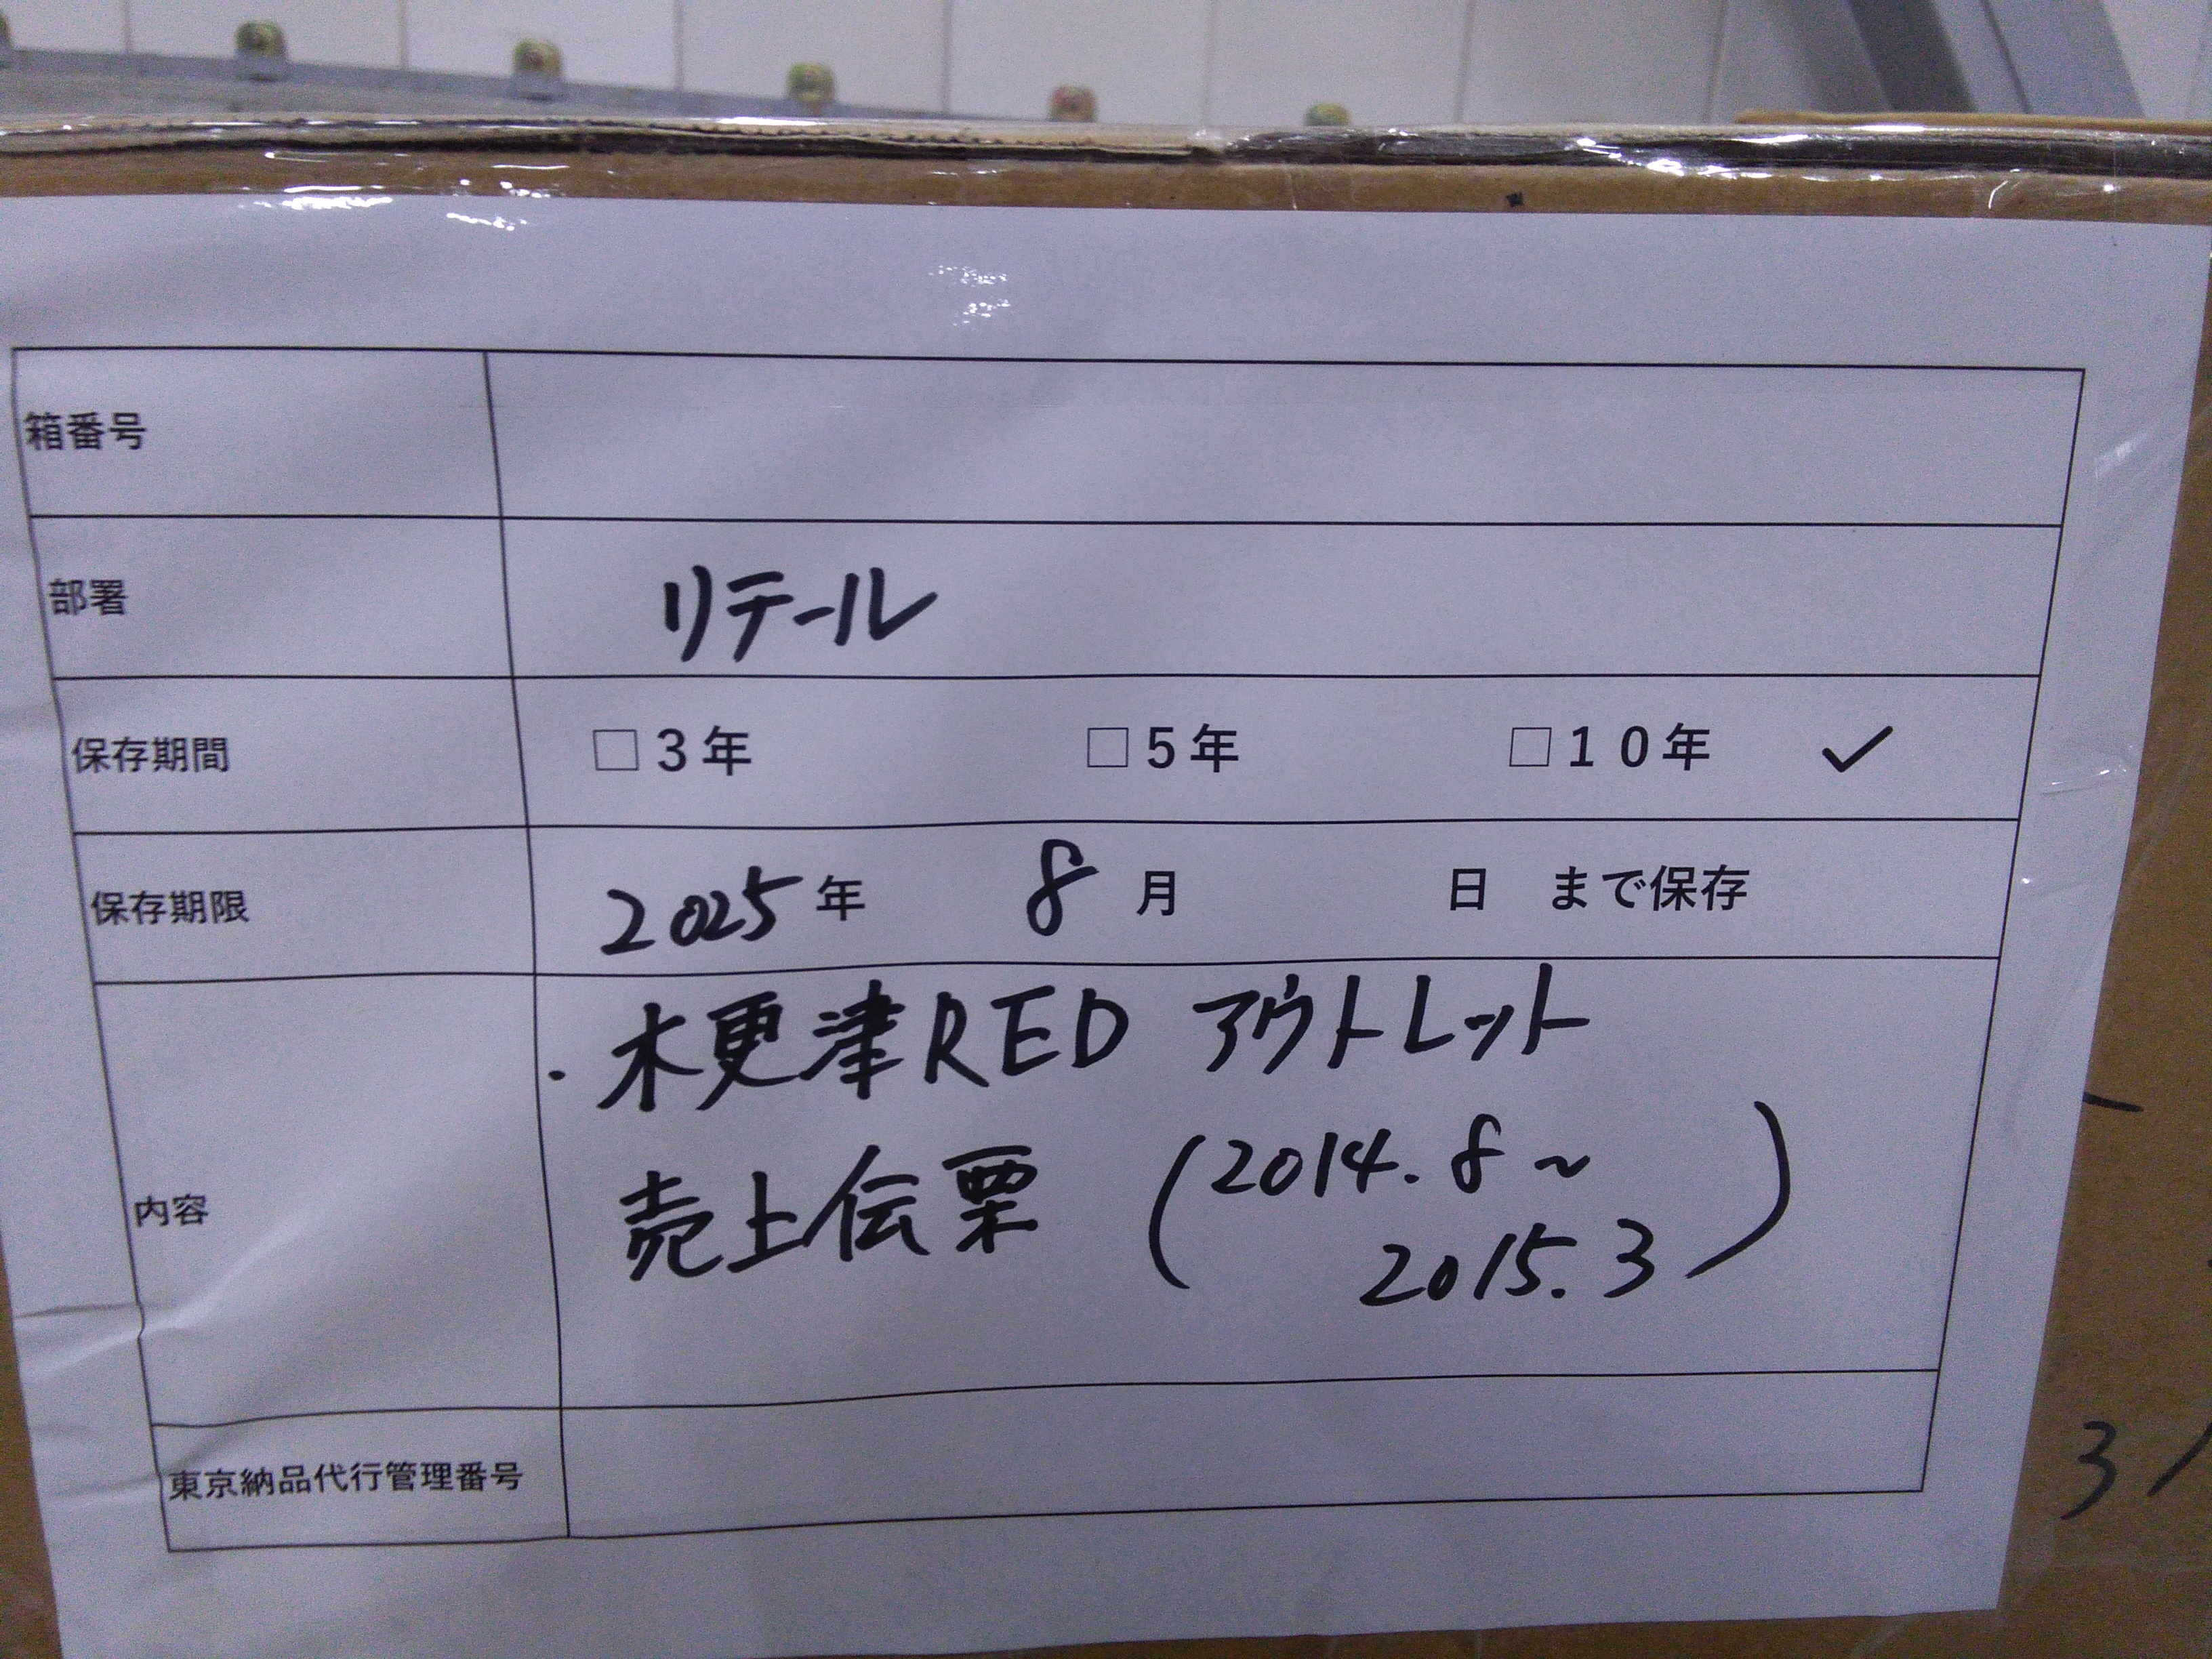 箱番号
部署 リテール
保存期間 □3年 □5年 □10年 ✓
保存期限 2025年 8月 日 まで保存
内容
・木更津RED アウトレット
売上伝票 (2014.8~
2015.3)
東京納品代行管理番号
3